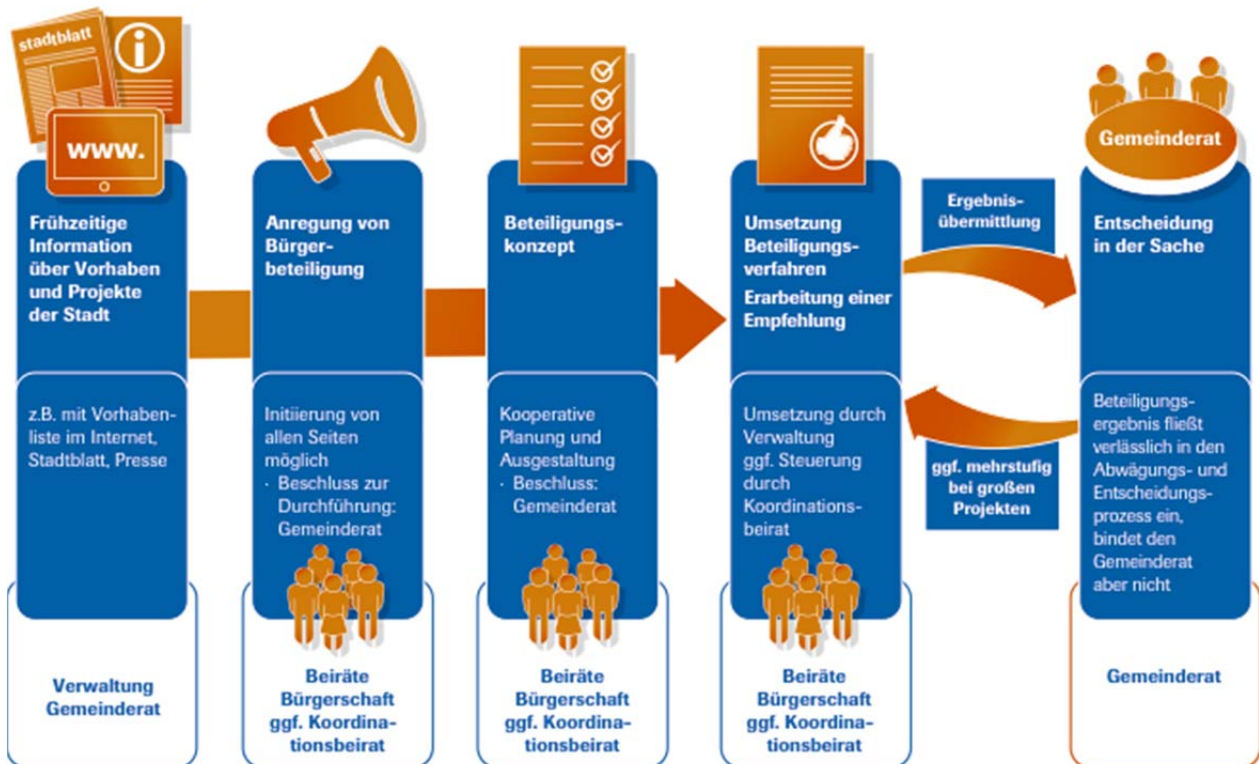 stadtblatt
www.
Frühzeitige
Information
über Vorhaben
und Projekte
der Stadt
z.B. mit Vorhaben-
liste im Internet,
Stadtblatt, Presse
Verwaltung
Gemeinderat
Anregung von
Bürger-
beteiligung
Initiierung von
allen Seiten
möglich
· Beschluss zur
Durchführung:
Gemeinderat
Beiräte
Bürgerschaft
ggf. Koordina-
tionsbeirat
Beteiligungs-
konzept
Kooperative
Planung und
Ausgestaltung
· Beschluss:
Gemeinderat
Beiräte
Bürgerschaft
ggf. Koordina-
tionsbeirat
Umsetzung
Beteiligungs-
verfahren
Erarbeitung einer
Empfehlung
Umsetzung durch
Verwaltung
ggf. Steuerung
durch
Koordinations-
beirat
Beiräte
Bürgerschaft
ggf. Koordina-
tionsbeirat
Ergebnis-
übermittlung
ggf. mehrstufig
bei großen
Projekten
Gemeinderat
Entscheidung
in der Sache
Beteiligungs-
ergebnis fließt
verlässlich in den
Abwägungs- und
Entscheidungs-
prozess ein,
bindet den
Gemeinderat
aber nicht
Gemeinderat